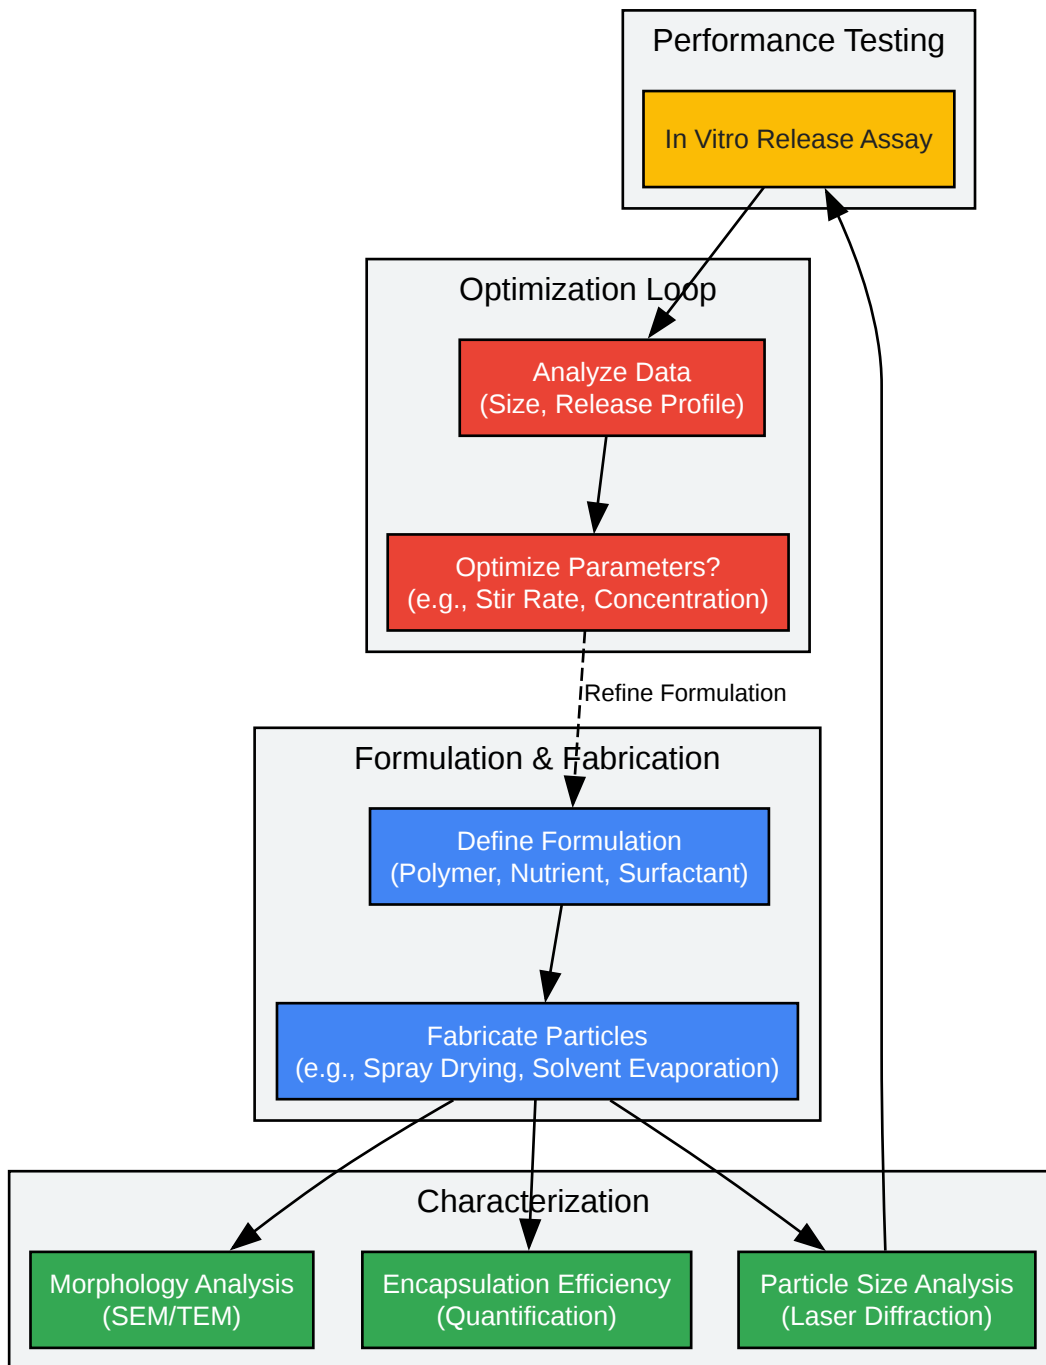 Performance Testing
In Vitro Release Assay
Optimization Loop
Analyze Data
(Size, Release Profile)
Optimize Parameters?
(e.g., Stir Rate, Concentration)
Refine Formulation
Formulation & Fabrication
Define Formulation
(Polymer, Nutrient, Surfactant)
Fabricate Particles
(e.g., Spray Drying, Solvent Evaporation)
Characterization
Morphology Analysis
(SEM/TEM)
Encapsulation Efficiency
(Quantification)
Particle Size Analysis
(Laser Diffraction)